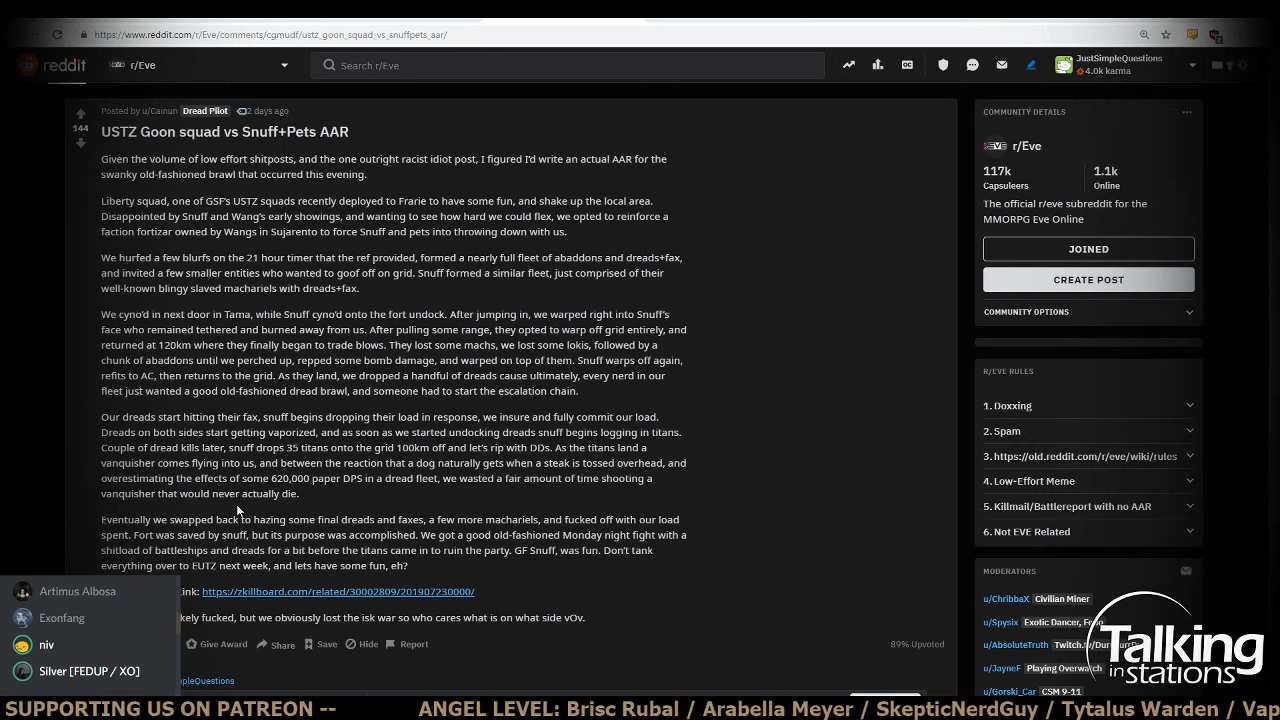 https://www.reddit.com/r/Eve/comments/cgmudf/ustz_goon_squad_vs_snuffpets_aar/
reddit
r/Eve
Search r/Eve
JustSimpleQuestions
4.0k karma
Posted by u/Cainun Dread Pilot 2 days ago
144
USTZ Goon squad vs Snuff+Pets AAR
Given the volume of low effort shitposts, and the one outright racist idiot post, I figured I'd write an actual AAR for the
swanky old-fashioned brawl that occurred this evening.
Liberty squad, one of GSF's USTZ squads recently deployed to Frarie to have some fun, and shake up the local area.
Disappointed by Snuff and Wang's early showings, and wanting to see how hard we could flex, we opted to reinforce a
faction fortizar owned by Wangs in Sujarento to force Snuff and pets into throwing down with us.
We hurfed a few blurfs on the 21 hour timer that the ref provided, formed a nearly full fleet of abaddons and dreads+fax,
and invited a few smaller entities who wanted to goof off on grid. Snuff formed a similar fleet, just comprised of their
well-known blingy slaved machariels with dreads+fax.
We cyno'd in next door in Tama, while Snuff cyno'd onto the fort undock. After jumping in, we warped right into Snuff's
face who remained tethered and burned away from us. After pulling some range, they opted to warp off grid entirely, and
returned at 120km where they finally began to trade blows. They lost some machs, we lost some lokis, followed by a
chunk of abaddons until we perched up, repped some bomb damage, and warped on top of them. Snuff warps off again,
refits to AC, then returns to the grid. As they land, we dropped a handful of dreads cause ultimately, every nerd in our
fleet just wanted a good old-fashioned dread brawl, and someone had to start the escalation chain.
Our dreads start hitting their fax, snuff begins dropping their load in response, we insure and fully commit our load.
Dreads on both sides start getting vaporized, and as soon as we started undocking dreads snuff begins logging in titans.
Couple of dread kills later, snuff drops 35 titans onto the grid 100km off and let's rip with DDs. As the titans land a
vanquisher comes flying into us, and between the reaction that a dog naturally gets when a steak is tossed overhead, and
overestimating the effects of some 620,000 paper DPS in a dread fleet, we wasted a fair amount of time shooting a
vanquisher that would never actually die.
Eventually we swapped back to hazing some final dreads and faxes, a few more machariels, and fucked off with our load
spent. Fort was saved by snuff, but its purpose was accomplished. We got a good old-fashioned Monday night fight with a
shitload of battleships and dreads for a bit before the titans came in to ruin the party. GF Snuff, was fun. Don't tank
everything over to EUTZ next week, and lets have some fun, eh?
ink: https://zkillboard.com/related/30002809/201907230000/
kely fucked, but we obviously lost the isk war so who cares what is on what side vOv.
Give Award Share Save Hide Report 89% Upvoted
pleQuestions
COMMUNITY DETAILS
r/Eve
117k 1.1k
Capsuleers Online
The official r/eve subreddit for the
MMORPG Eve Online
JOINED
CREATE POST
COMMUNITY OPTIONS
R/EVE RULES
1. Doxxing
2. Spam
3. https://old.reddit.com/r/eve/wiki/rules
4. Low-Effort Meme
5. Killmail/Battlereport with no AAR
6. Not EVE Related
MODERATORS
u/ChribbaX Civilian Miner
u/Spysix Exotic Dancer,
u/AbsoluteTruth
u/JayneF Playing Overwatch
u/Gorski_Car CSM 9-11
Artimus Albosa
Exonfang
niv
Silver [FEDUP / XO]
Talking
in stations
SUPPORTING US ON PATREON -- ANGEL LEVEL: Brisc Rubal / Arabella Meyer / SkepticNerdGuy / Tytalus Warden / Vap